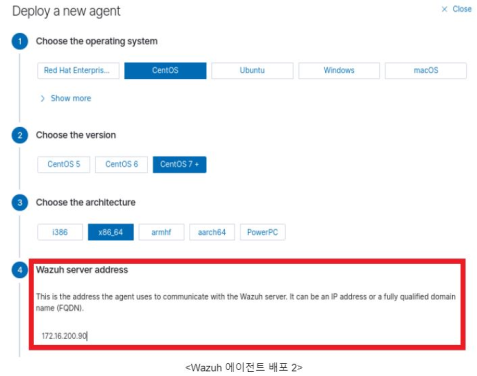 Deploy a new agent
× Close
1 Choose the operating system
Red Hat Enterpris... CentOS Ubuntu Windows macOS
> Show more
2 Choose the version
CentOS 5 CentOS 6 CentOS 7 +
3 Choose the architecture
i386 x86_64 armhf aarch64 PowerPC
4 Wazuh server address
This is the address the agent uses to communicate with the Wazuh server. It can be an IP address or a fully qualified domain
name (FQDN).
172.16.200.90
<Wazuh 에이전트 배포 2>